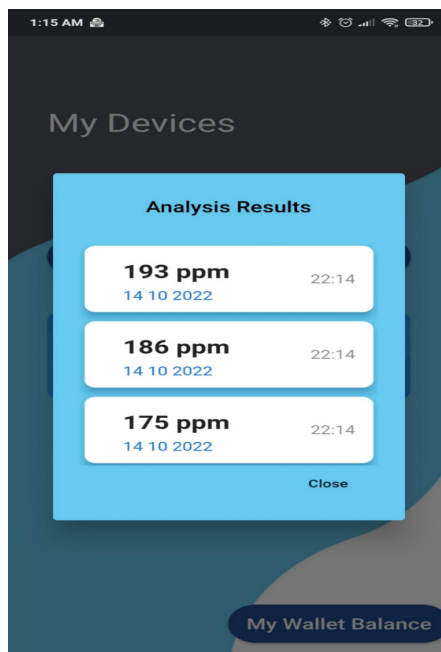 1:15 AM
32
My Devices
Analysis Results
193 ppm
22:14
14 10 2022
186 ppm
22:14
14 10 2022
175 ppm
22:14
14 10 2022
Close
My Wallet Balance